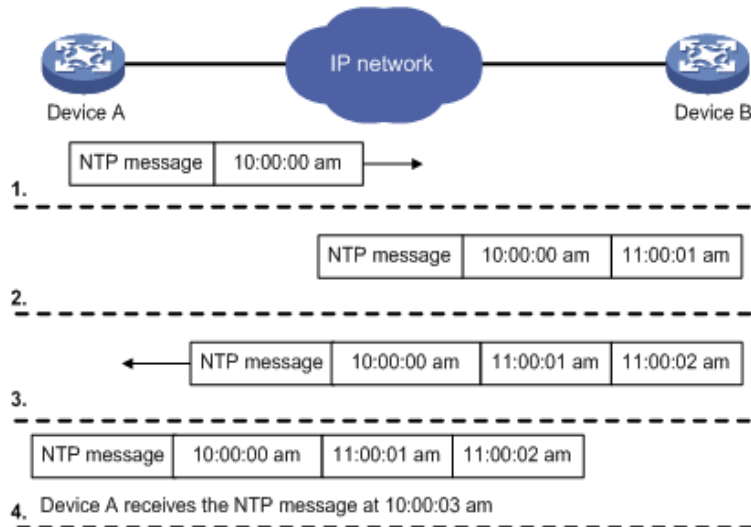 IP network
Device A
Device B
NTP message 10:00:00 am
1.
NTP message 10:00:00 am 11:00:01 am
2.
NTP message 10:00:00 am 11:00:01 am 11:00:02 am
3.
NTP message 10:00:00 am 11:00:01 am 11:00:02 am
4. Device A receives the NTP message at 10:00:03 am